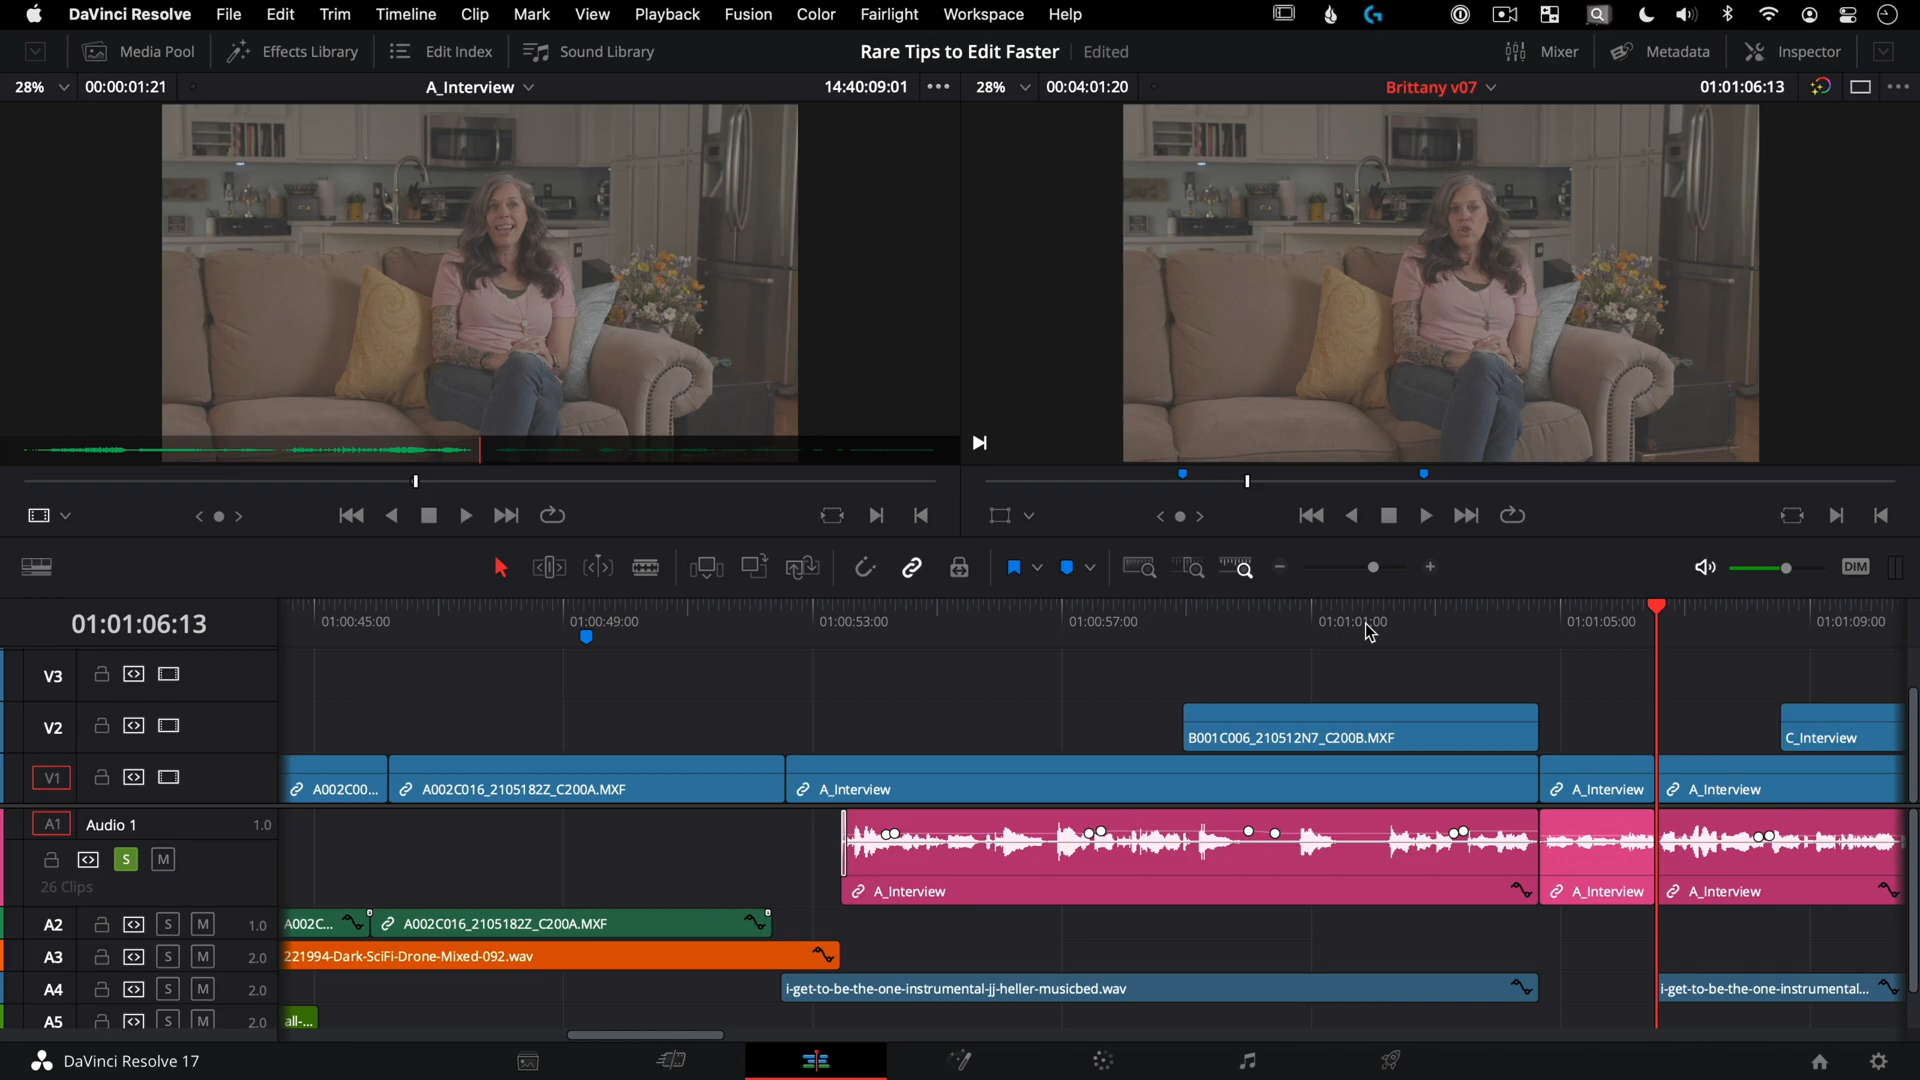 DaVinci Resolve File Edit Trim Timeline Clip Mark View Playback Fusion Color Fairlight Workspace Help
Media Pool Effects Library Edit Index Sound Library Rare Tips to Edit Faster Edited Mixer Metadata Inspector
28% 00:00:01:21 A_Interview 14:40:09:01 28% 00:04:01:20 Brittany v07 01:01:06:13
DIM
01:01:06:13 01:00:45:00 01:00:49:00 01:00:53:00 01:00:57:00 01:01:01:00 01:01:05:00 01:01:09:00
V3
V2 B001C006_210512N7_C200B.MXF C_Interview
V1 A002C00... A002C016_2105182Z_C200A.MXF A_Interview A_Interview A_Interview
A1 Audio 1 1.0
S M
26 Clips A_Interview A_Interview A_Interview
A2 S M 1.0 A002C... A002C016_2105182Z_C200A.MXF
A3 S M 2.0 221994-Dark-SciFi-Drone-Mixed-092.wav
A4 S M 2.0 i-get-to-be-the-one-instrumental-jj-heller-musicbed.wav i-get-to-be-the-one-instrumental...
A5 S M 2.0 all-...
DaVinci Resolve 17